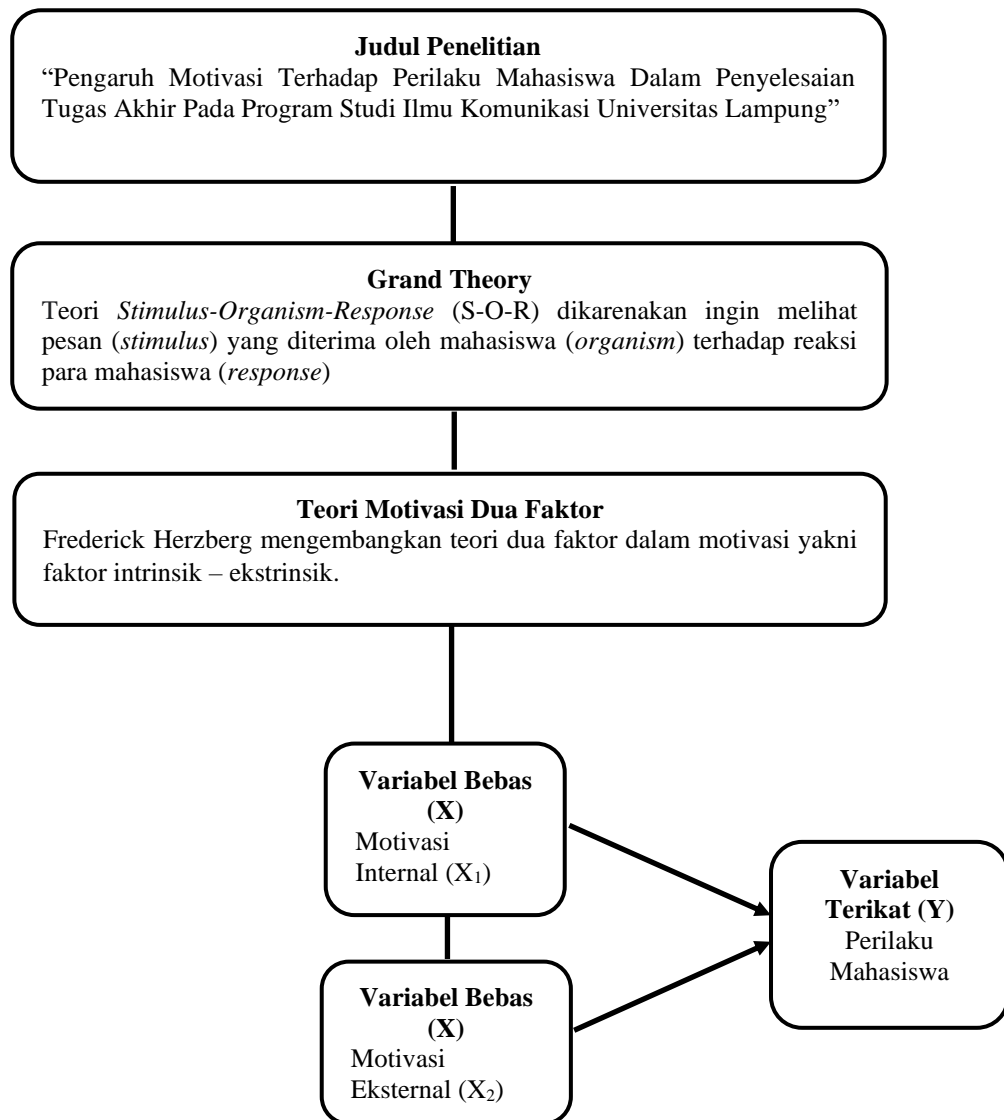 Judul Penelitian
“Pengaruh Motivasi Terhadap Perilaku Mahasiswa Dalam Penyelesaian
Tugas Akhir Pada Program Studi Ilmu Komunikasi Universitas Lampung”
Grand Theory
Teori Stimulus-Organism-Response (S-O-R) dikarenakan ingin melihat
pesan (stimulus) yang diterima oleh mahasiswa (organism) terhadap reaksi
para mahasiswa (response)
Teori Motivasi Dua Faktor
Frederick Herzberg mengembangkan teori dua faktor dalam motivasi yakni
faktor intrinsik – ekstrinsik.
Variabel Bebas
(X)
Motivasi
Internal (X₁)
Variabel
Terikat (Y)
Perilaku
Mahasiswa
Variabel Bebas
(X)
Motivasi
Eksternal (X₂)